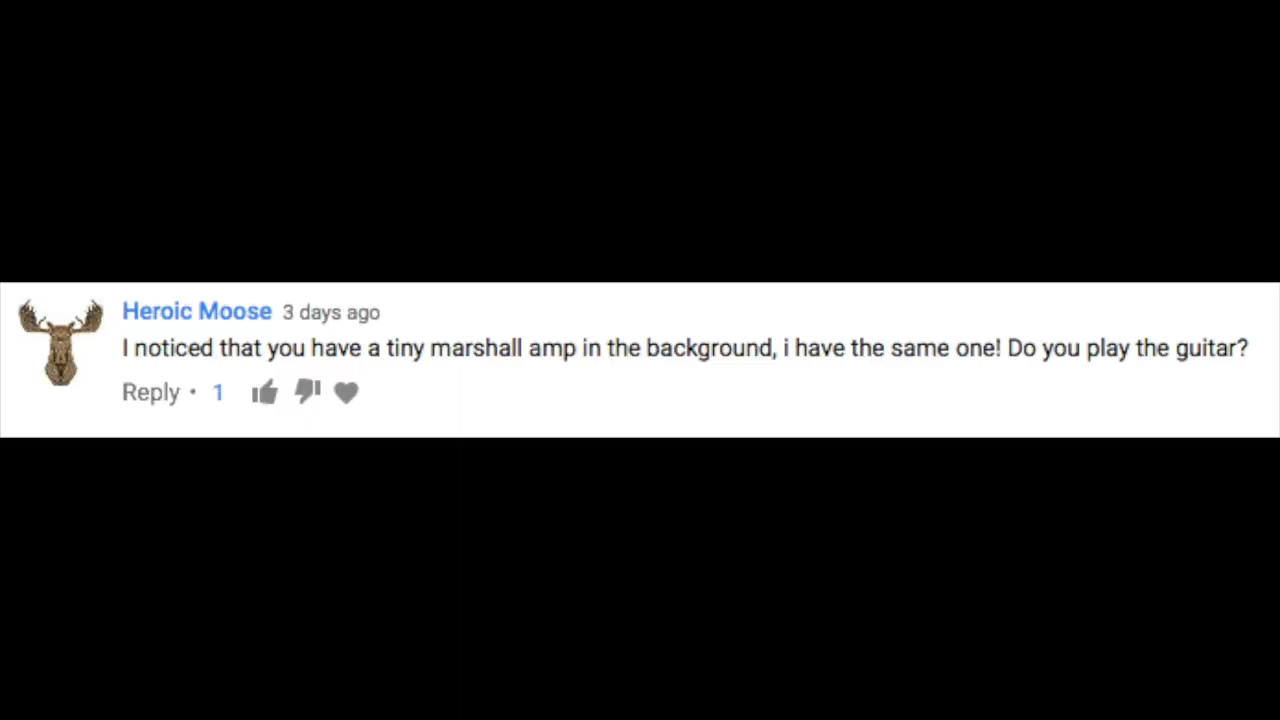 Heroic Moose 3 days ago
I noticed that you have a tiny marshall amp in the background, i have the same one! Do you play the guitar?
Reply • 1